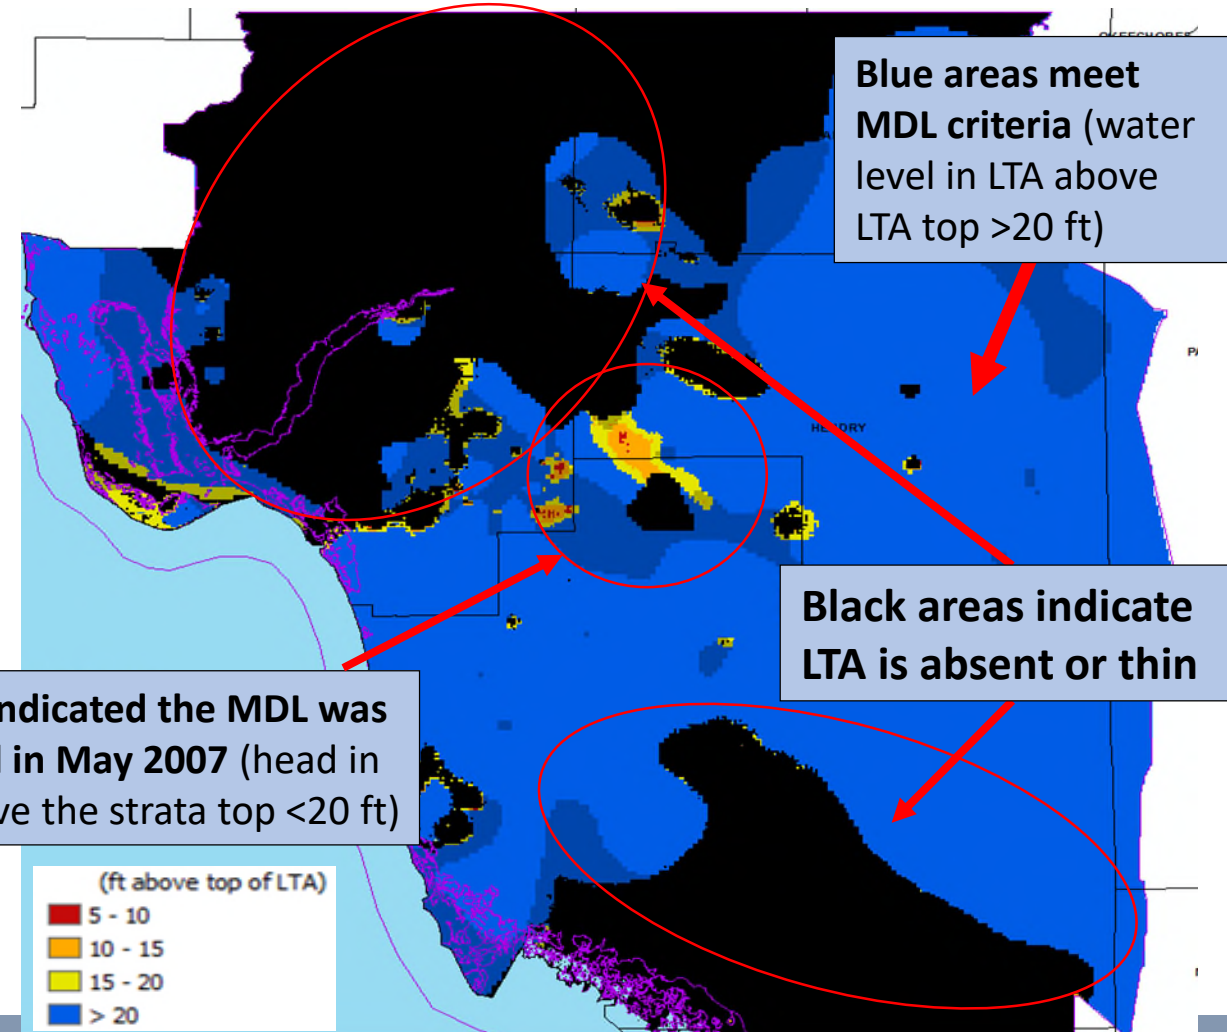 Blue areas meet
MDL criteria (water
level in LTA above
LTA top >20 ft)
HENDRY
Black areas indicate
LTA is absent or thin
ndicated the MDL was
in May 2007 (head in
ve the strata top <20 ft)
(ft above top of LTA)
5 - 10
10 - 15
15 - 20
> 20